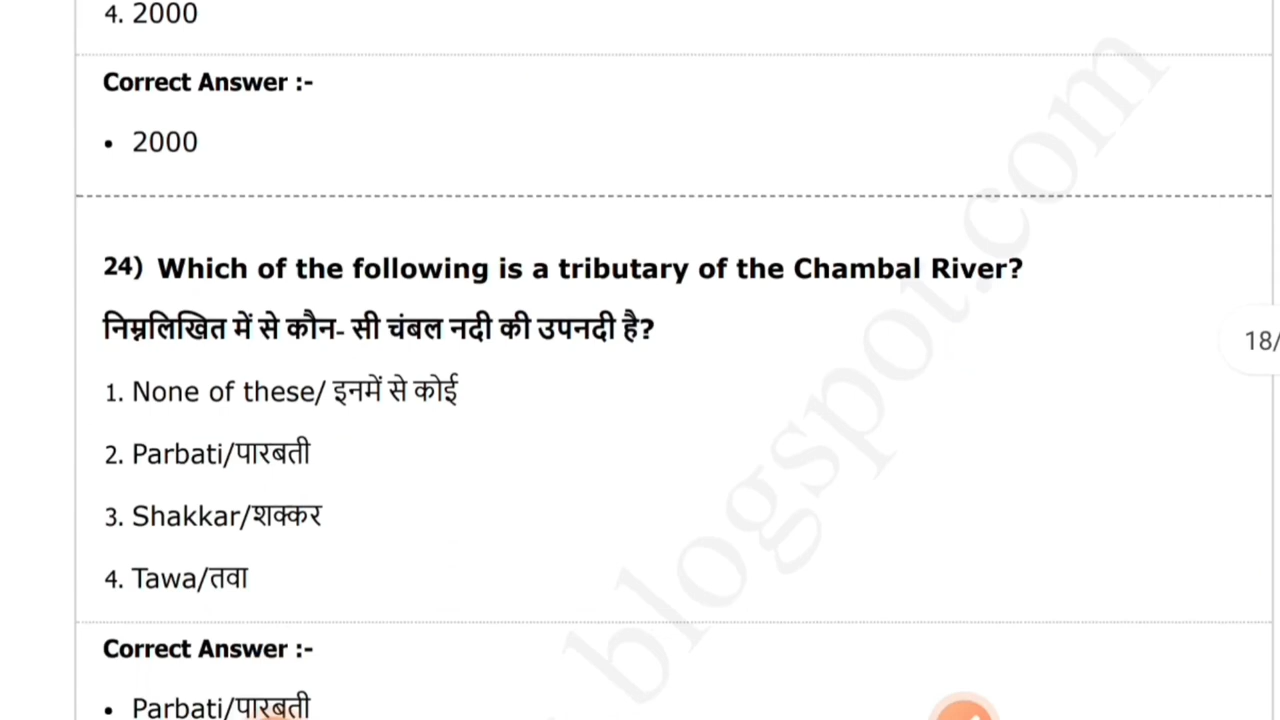 4. 2000
Correct Answer :-
• 2000
24) Which of the following is a tributary of the Chambal River?
निम्नलिखित में से कौन- सी चंबल नदी की उपनदी है?
1. None of these/ इनमें से कोई
2. Parbati/पारबती
3. Shakkar/शक्कर
4. Tawa/तवा
Correct Answer :-
• Parbati/पारबती
18/
blogspot.com